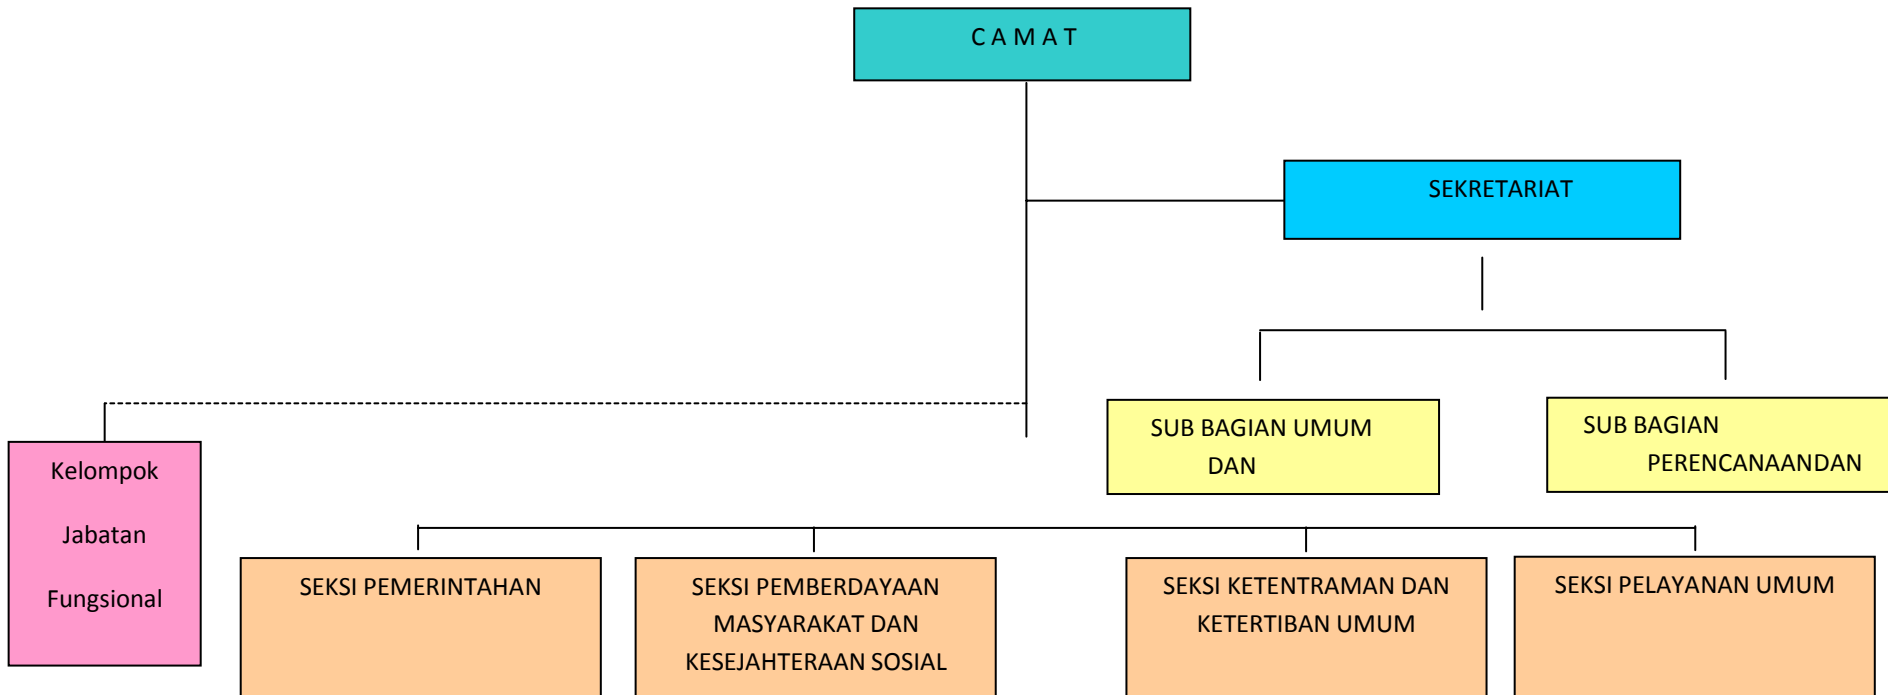 C A M A T
SEKRETARIAT
SUB BAGIAN UMUM
DAN
SUB BAGIAN
PERENCANAANDAN
Kelompok
Jabatan
Fungsional
SEKSI PEMERINTAHAN
SEKSI PEMBERDAYAAN
MASYARAKAT DAN
KESEJAHTERAAN SOSIAL
SEKSI KETENTRAMAN DAN
KETERTIBAN UMUM
SEKSI PELAYANAN UMUM